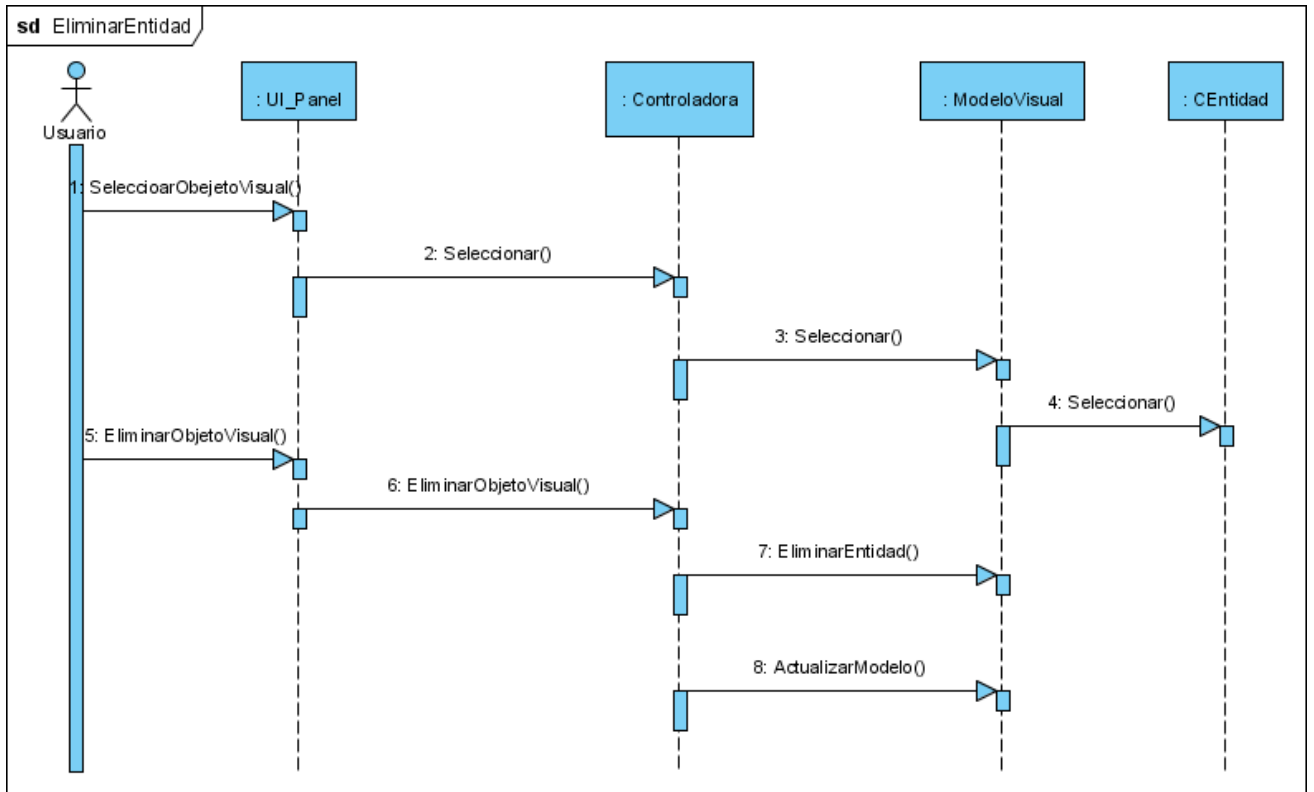 sd EliminarEntidad
Usuario
: UI_Panel
: Controladora
: ModeloVisual
: CEntidad
1: SeleccioarObejetoVisual()
2: Seleccionar()
3: Seleccionar()
4: Seleccionar()
5: EliminarObjetoVisual()
6: EliminarObjetoVisual()
7: EliminarEntidad()
8: ActualizarModelo()